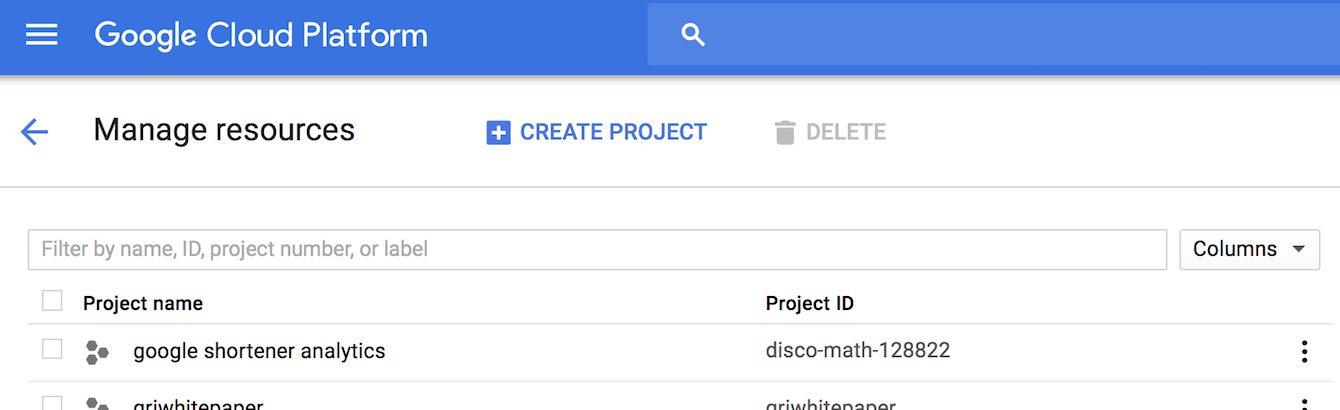 Google Cloud Platform
Manage resources
CREATE PROJECT
DELETE
Filter by name, ID, project number, or label
Columns
Project name Project ID
google shortener analytics disco-math-128822
griwhitepaper griwhitepaper